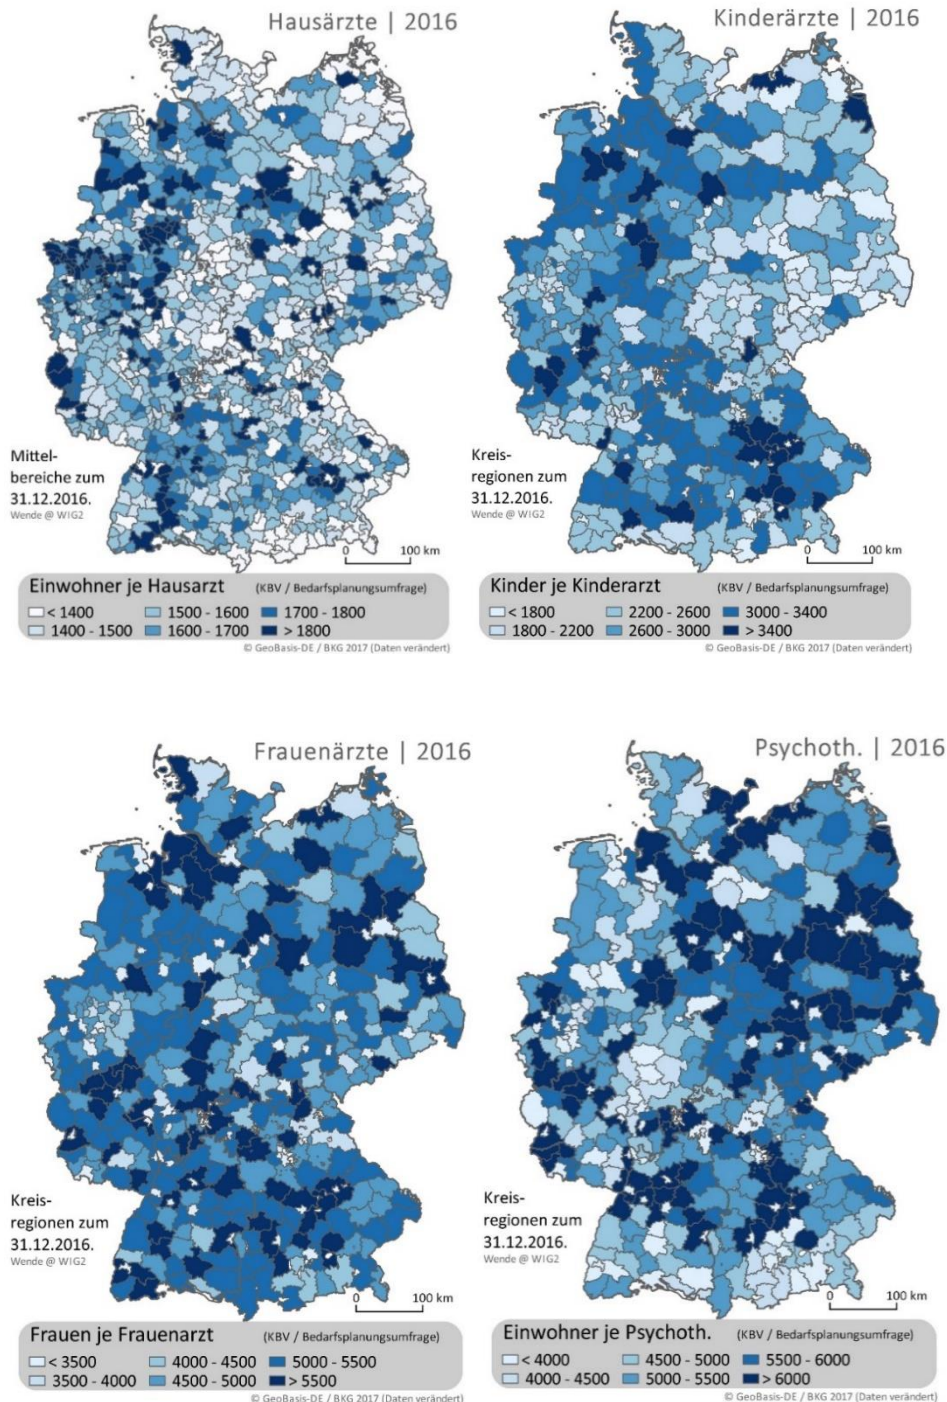 Hausärzte | 2016
Mittel-
bereiche zum
31.12.2016.
Wende @ WIG2
0 100 km
Einwohner je Hausarzt (KBV / Bedarfsplanungsumfrage)
< 1400 1500 - 1600 1700 - 1800
1400 - 1500 1600 - 1700 > 1800
© GeoBasis-DE / BKG 2017 (Daten verändert)
Kinderärzte | 2016
Kreis-
regionen zum
31.12.2016.
Wende @ WIG2
0 100 km
Kinder je Kinderarzt (KBV / Bedarfsplanungsumfrage)
< 1800 2200 - 2600 3000 - 3400
1800 - 2200 2600 - 3000 > 3400
© GeoBasis-DE / BKG 2017 (Daten verändert)
Frauenärzte | 2016
Kreis-
regionen zum
31.12.2016.
Wende @ WIG2
0 100 km
Frauen je Frauenarzt (KBV / Bedarfsplanungsumfrage)
< 3500 4000 - 4500 5000 - 5500
3500 - 4000 4500 - 5000 > 5500
© GeoBasis-DE / BKG 2017 (Daten verändert)
Psychoth. | 2016
Kreis-
regionen zum
31.12.2016.
Wende @ WIG2
0 100 km
Einwohner je Psychoth. (KBV / Bedarfsplanungsumfrage)
< 4000 4500 - 5000 5500 - 6000
4000 - 4500 5000 - 5500 > 6000
© GeoBasis-DE / BKG 2017 (Daten verändert)